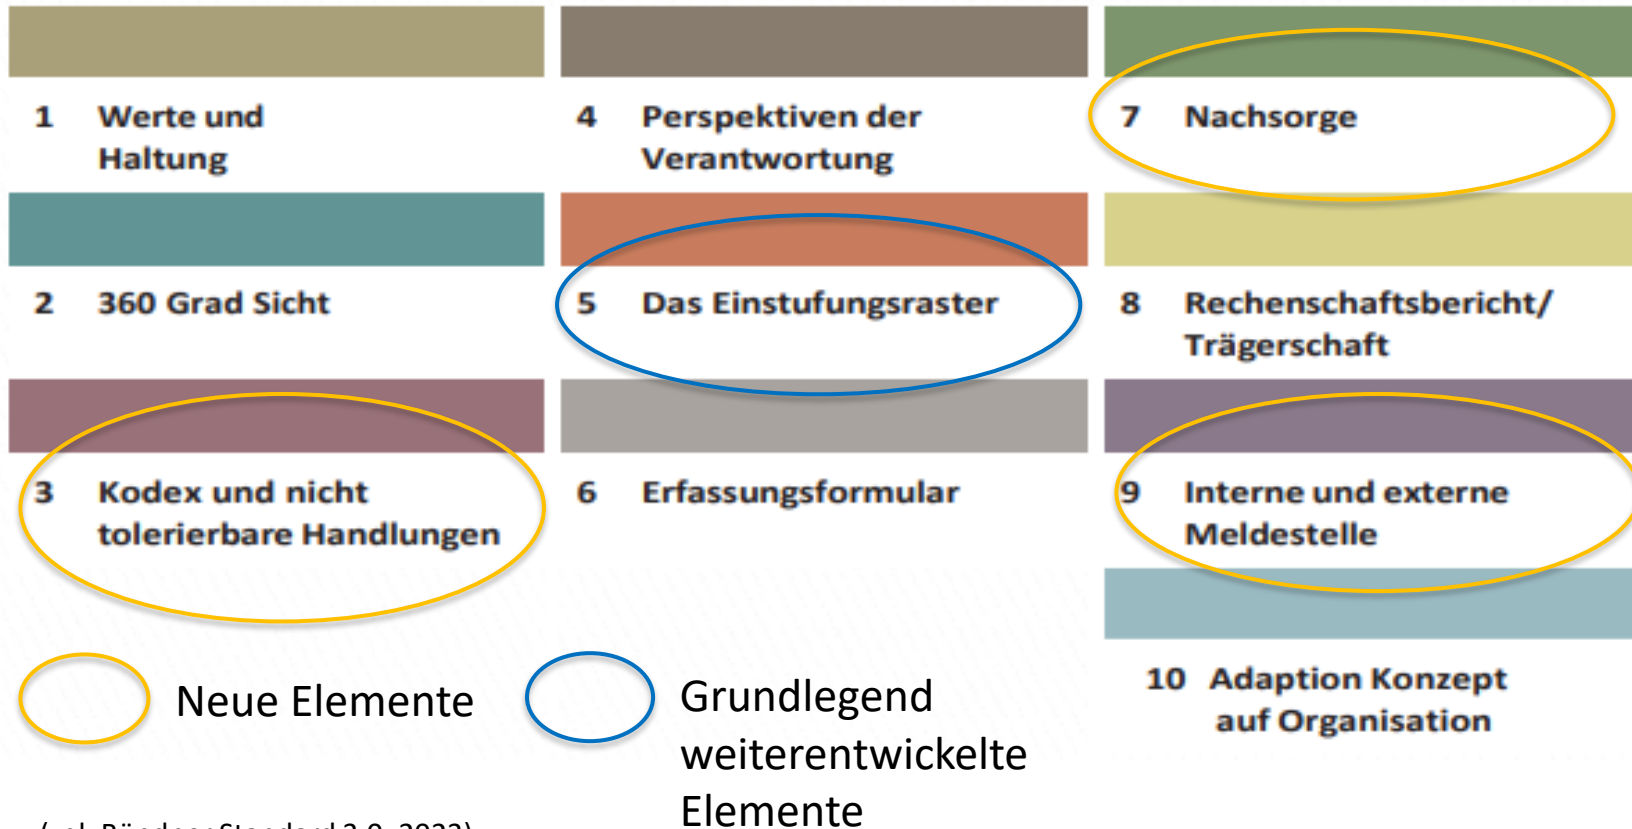 1 Werte und
Haltung
2 360 Grad Sicht
3 Kodex und nicht
tolerierbare Handlungen
4 Perspektiven der
Verantwortung
5 Das Einstufungsraster
6 Erfassungsformular
7 Nachsorge
8 Rechenschaftsbericht/
Trägerschaft
9 Interne und externe
Meldestelle
10 Adaption Konzept
auf Organisation
Neue Elemente
Grundlegend
weiterentwickelte
Elemente
Bündner Standard